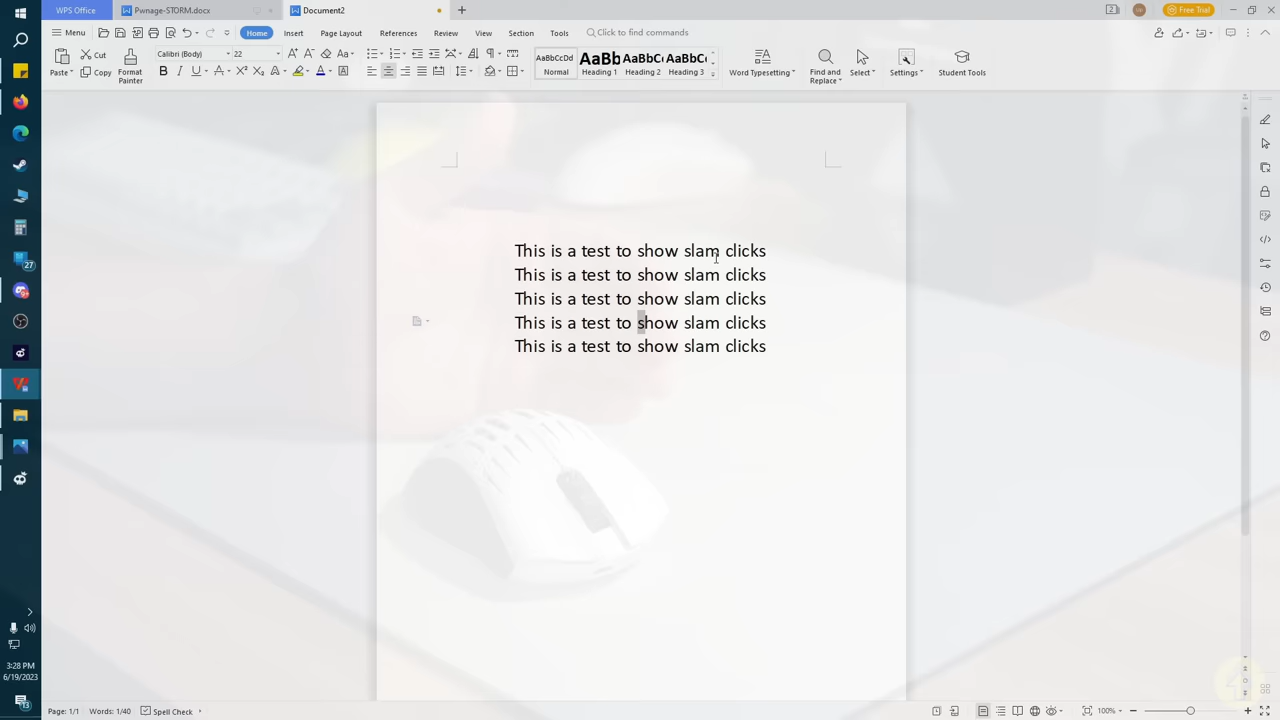 WPS Office
Pwnage-STORM.docx
Document2
2
Free Trial
Menu
Home
Insert
Page Layout
References
Review
View
Section
Tools
Click to find commands
Paste
Cut
Copy
Format
Painter
Calibri (Body)
22
AaBbCcDd
Normal
AaBb
Heading 1
AaBbC
Heading 2
AaBbC
Heading 3
Word Typesetting
Find and
Replace
Select
Settings
Student Tools
This is a test to show slam clicks
This is a test to show slam clicks
This is a test to show slam clicks
This is a test to show slam clicks
This is a test to show slam clicks
27
3:28 PM
6/19/2023
13
Page: 1/1
Words: 1/40
Spell Check
100%